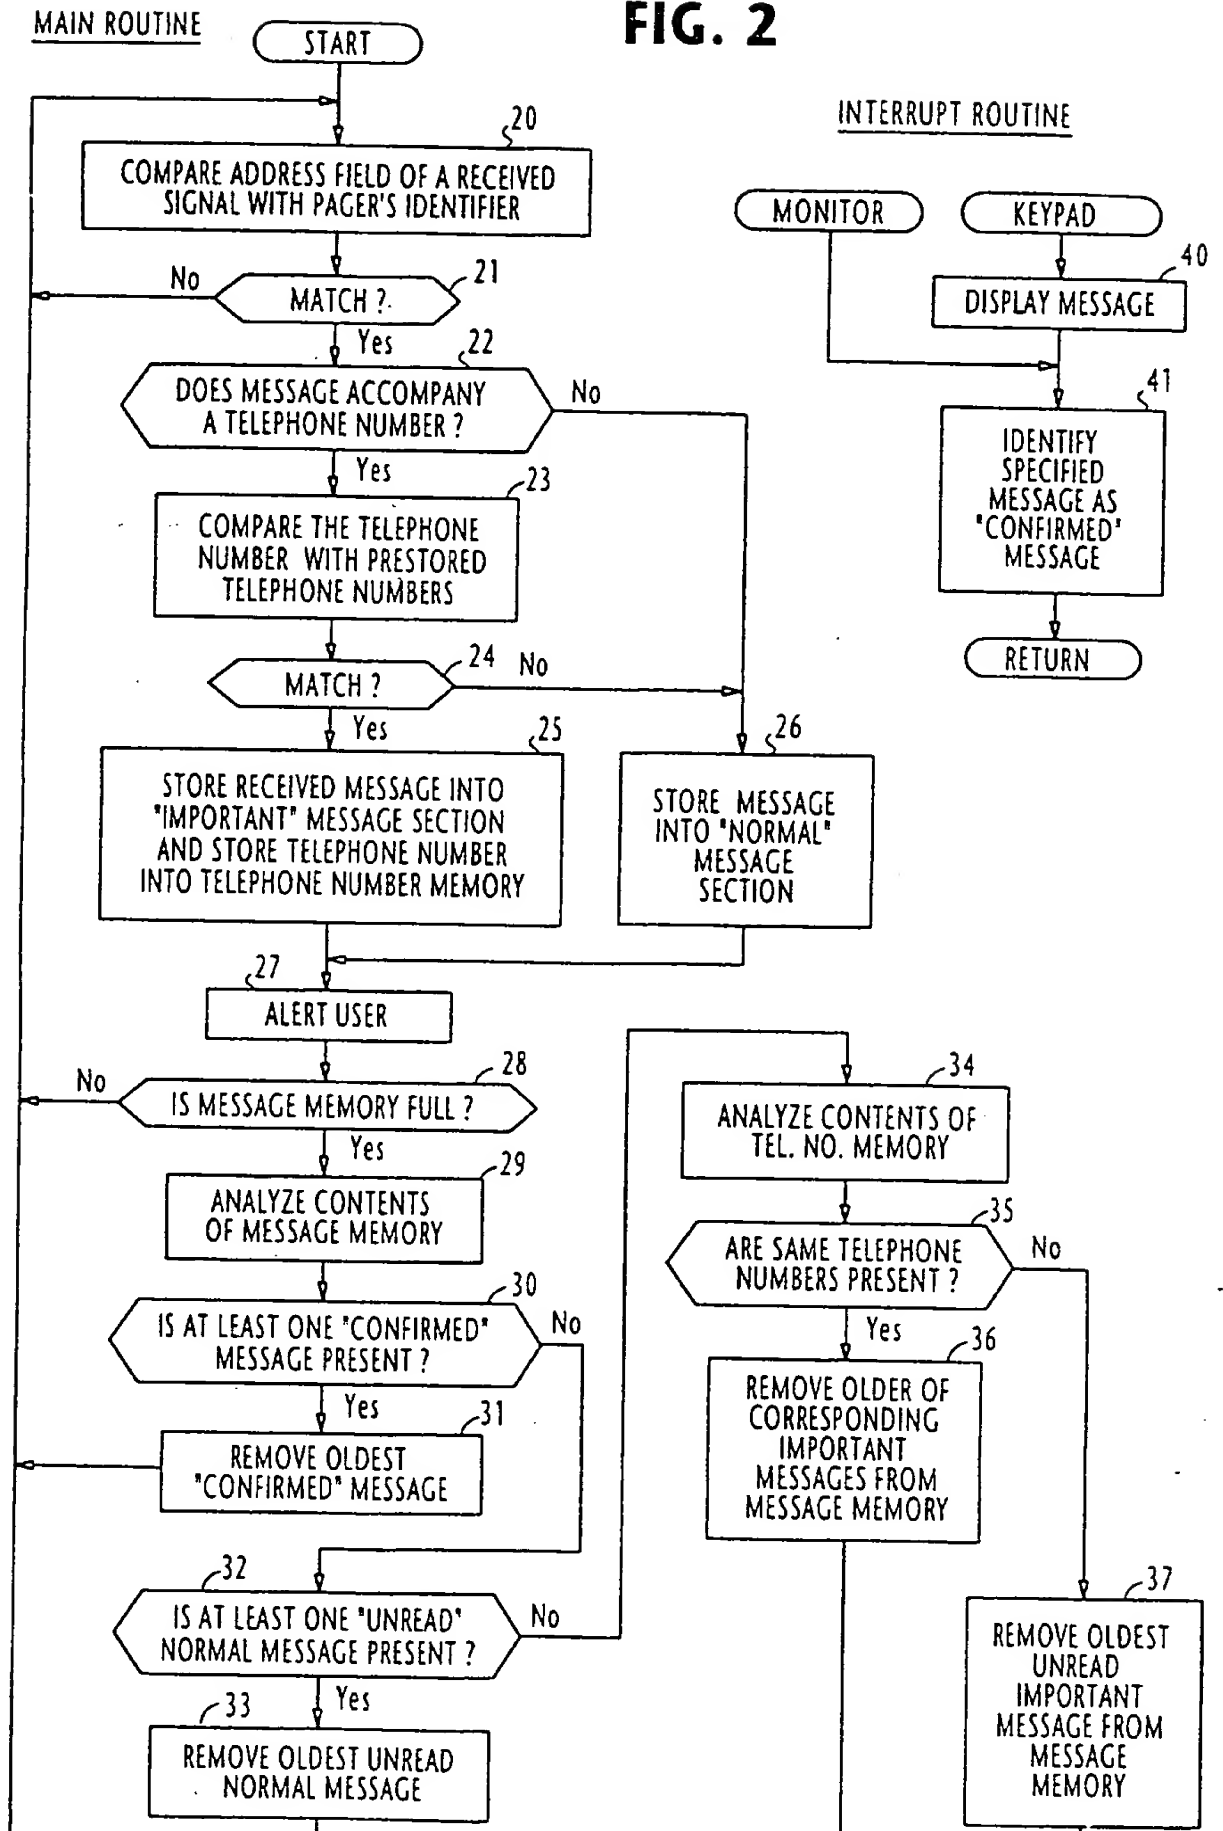 MAIN ROUTINE
FIG. 2
START
20
COMPARE ADDRESS FIELD OF A RECEIVED
SIGNAL WITH PAGER'S IDENTIFIER
No
21
MATCH ?
Yes
22
DOES MESSAGE ACCOMPANY
A TELEPHONE NUMBER ?
No
Yes
23
COMPARE THE TELEPHONE
NUMBER WITH PRESTORED
TELEPHONE NUMBERS
24
No
MATCH ?
Yes
25
STORE RECEIVED MESSAGE INTO
"IMPORTANT" MESSAGE SECTION
AND STORE TELEPHONE NUMBER
INTO TELEPHONE NUMBER MEMORY
26
STORE MESSAGE
INTO "NORMAL"
MESSAGE
SECTION
27
ALERT USER
28
No
IS MESSAGE MEMORY FULL ?
Yes
29
ANALYZE CONTENTS
OF MESSAGE MEMORY
30
IS AT LEAST ONE "CONFIRMED"
MESSAGE PRESENT ?
No
Yes
31
REMOVE OLDEST
"CONFIRMED" MESSAGE
32
IS AT LEAST ONE "UNREAD"
NORMAL MESSAGE PRESENT ?
No
Yes
33
REMOVE OLDEST UNREAD
NORMAL MESSAGE
34
ANALYZE CONTENTS OF
TEL. NO. MEMORY
35
ARE SAME TELEPHONE
NUMBERS PRESENT ?
No
Yes
36
REMOVE OLDER OF
CORRESPONDING
IMPORTANT
MESSAGES FROM
MESSAGE MEMORY
37
REMOVE OLDEST
UNREAD
IMPORTANT
MESSAGE FROM
MESSAGE
MEMORY
INTERRUPT ROUTINE
MONITOR
KEYPAD
40
DISPLAY MESSAGE
41
IDENTIFY
SPECIFIED
MESSAGE AS
"CONFIRMED"
MESSAGE
RETURN